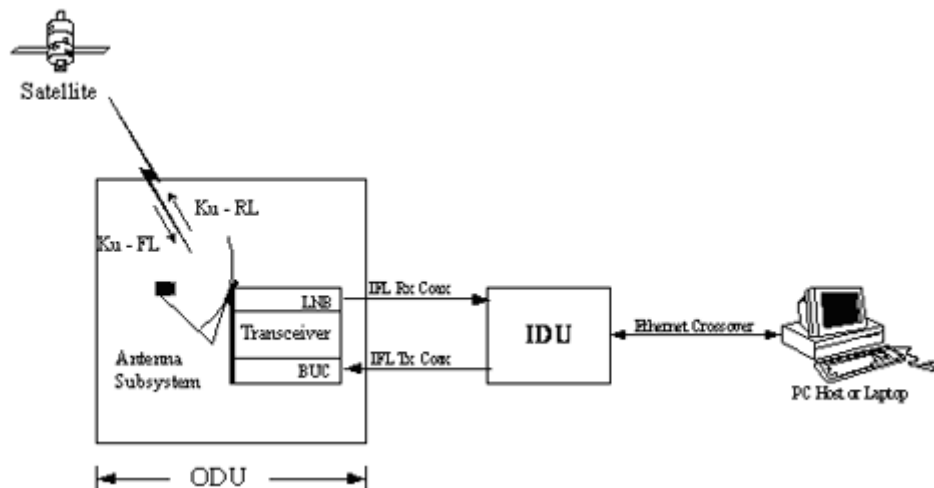 Satellite
Ku - RL
Ku - FL
LNB
IFL Rx Coax
Transceiver
IDU
Ethernet Crossover
Antenna
Subsystem
BUC
IFL Tx Coax
PC Host or Laptop
ODU